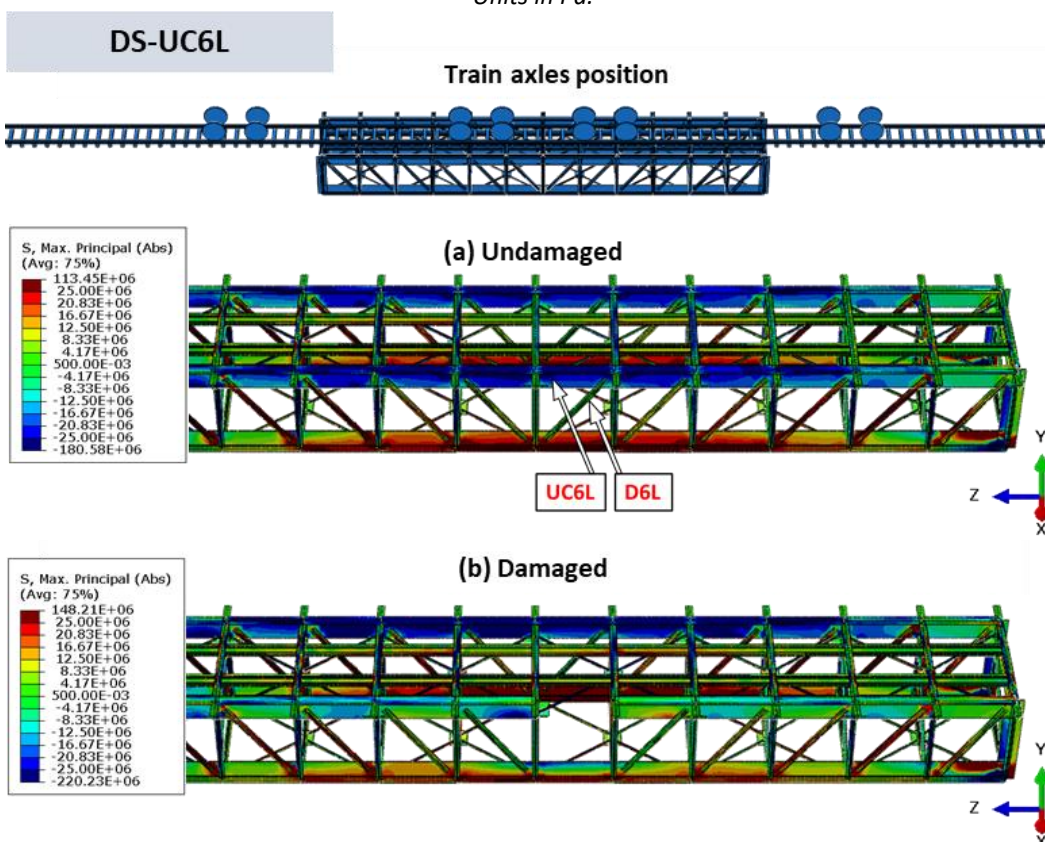 Units in Pa.
DS-UC6L
Train axles position
(a) Undamaged
S, Max. Principal (Abs)
(Avg: 75%)
113.45E+06
25.00E+06
20.83E+06
16.67E+06
12.50E+06
8.33E+06
4.17E+06
500.00E-03
-4.17E+06
-8.33E+06
-12.50E+06
-16.67E+06
-20.83E+06
-25.00E+06
-180.58E+06
UC6L
D6L
Y
Z
X
(b) Damaged
S, Max. Principal (Abs)
(Avg: 75%)
148.21E+06
25.00E+06
20.83E+06
16.67E+06
12.50E+06
8.33E+06
4.17E+06
500.00E-03
-4.17E+06
-8.33E+06
-12.50E+06
-16.67E+06
-20.83E+06
-25.00E+06
-220.23E+06
Y
Z
X